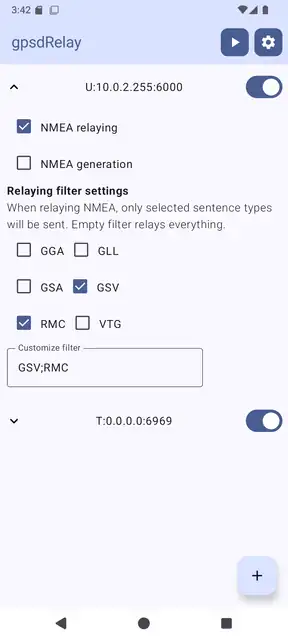 3:42
gpsdRelay
U:10.0.2.255:6000
NMEA relaying
NMEA generation
Relaying filter settings
When relaying NMEA, only selected sentence types
will be sent. Empty filter relays everything.
GGA GLL
GSA GSV
RMC VTG
Customize filter
GSV;RMC
T:0.0.0.0:6969
+